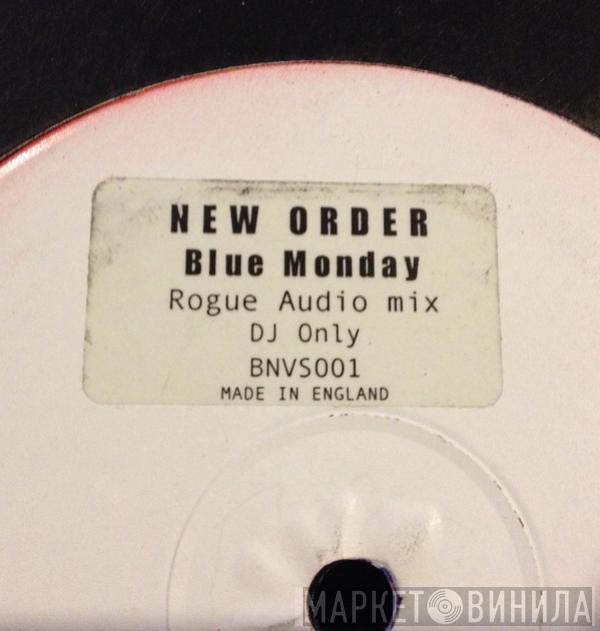 NEW ORDER
Blue Monday
Rogue Audio mix
DJ Only
BNVS001
MADE IN ENGLAND
МАРКЕТ ВИНИЛА